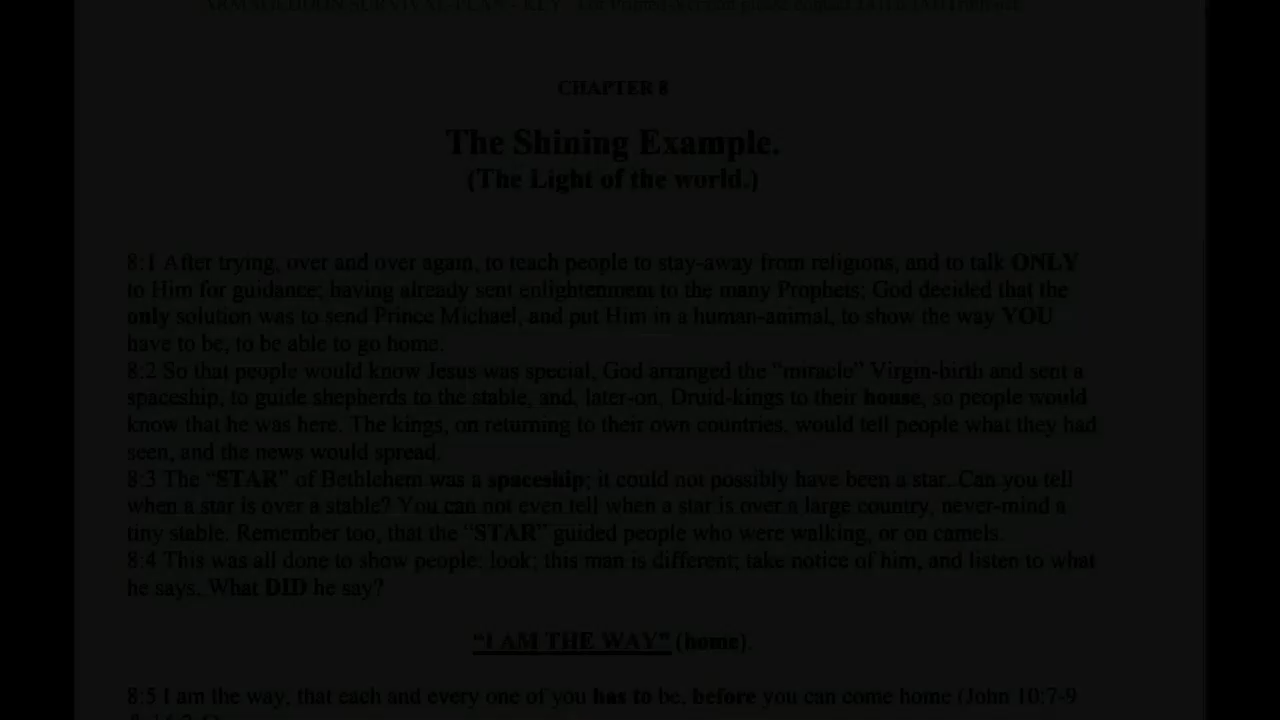 CHAPTER 8
The Shining Example.
(The Light of the world.)
8:1 After trying, over and over again, to teach people to stay-away from religions, and to talk ONLY
to Him for guidance; having already sent enlightenment to the many Prophets; God decided that the
only solution was to send Prince Michael, and put Him in a human-animal, to show the way YOU
have to be, to be able to go home.
8:2 So that people would know Jesus was special, God arranged the “miracle” Virgin-birth and sent a
spaceship, to guide shepherds to the stable, and, later-on, Druid-kings to their house, so people would
know that he was here. The kings, on returning to their own countries, would tell people what they had
seen, and the news would spread.
8:3 The “STAR” of Bethlehem was a spaceship; it could not possibly have been a star. Can you tell
when a star is over a stable? You can not even tell when a star is over a large country, never-mind a
tiny stable. Remember too, that the “STAR” guided people who were walking, or on camels.
8:4 This was all done to show people: look; this man is different; take notice of him, and listen to what
he says. What DID he say?
“I AM THE WAY” (home).
8:5 I am the way, that each and every one of you has to be, before you can come home (John 10:7-9